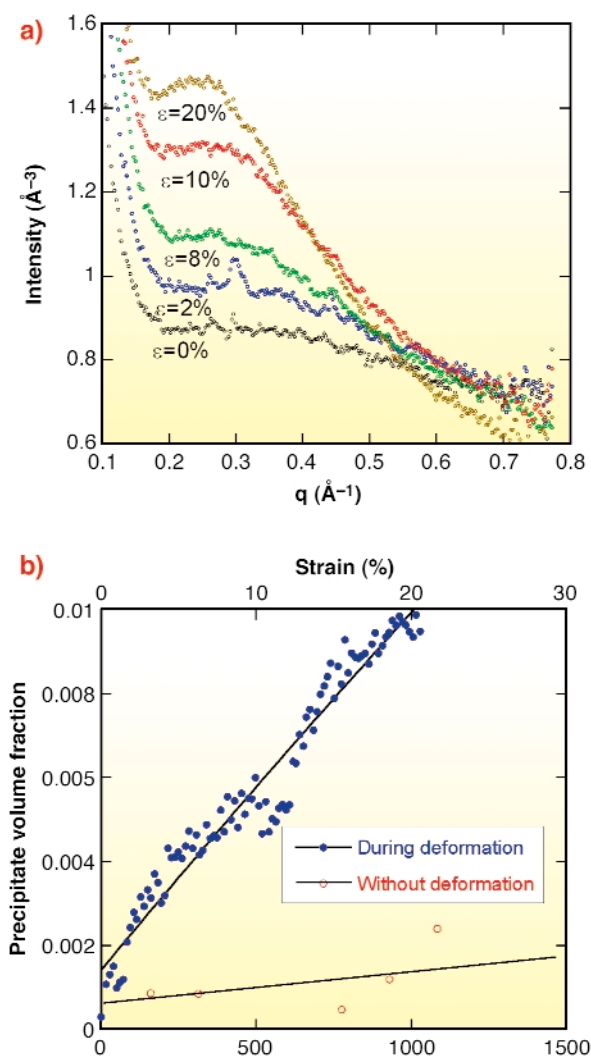 a)
1.6
1.4
1.2
1
0.8
0.6
Intensity (Å–3)
ε=20%
ε=10%
ε=8%
ε=2%
ε=0%
0.1 0.2 0.3 0.4 0.5 0.6 0.7 0.8
q (Å–1)
b)
Strain (%)
0 10 20 30
0.01
0.008
0.005
0.004
0.002
0
Precipitate volume fraction
During deformation
Without deformation
0 500 1000 1500